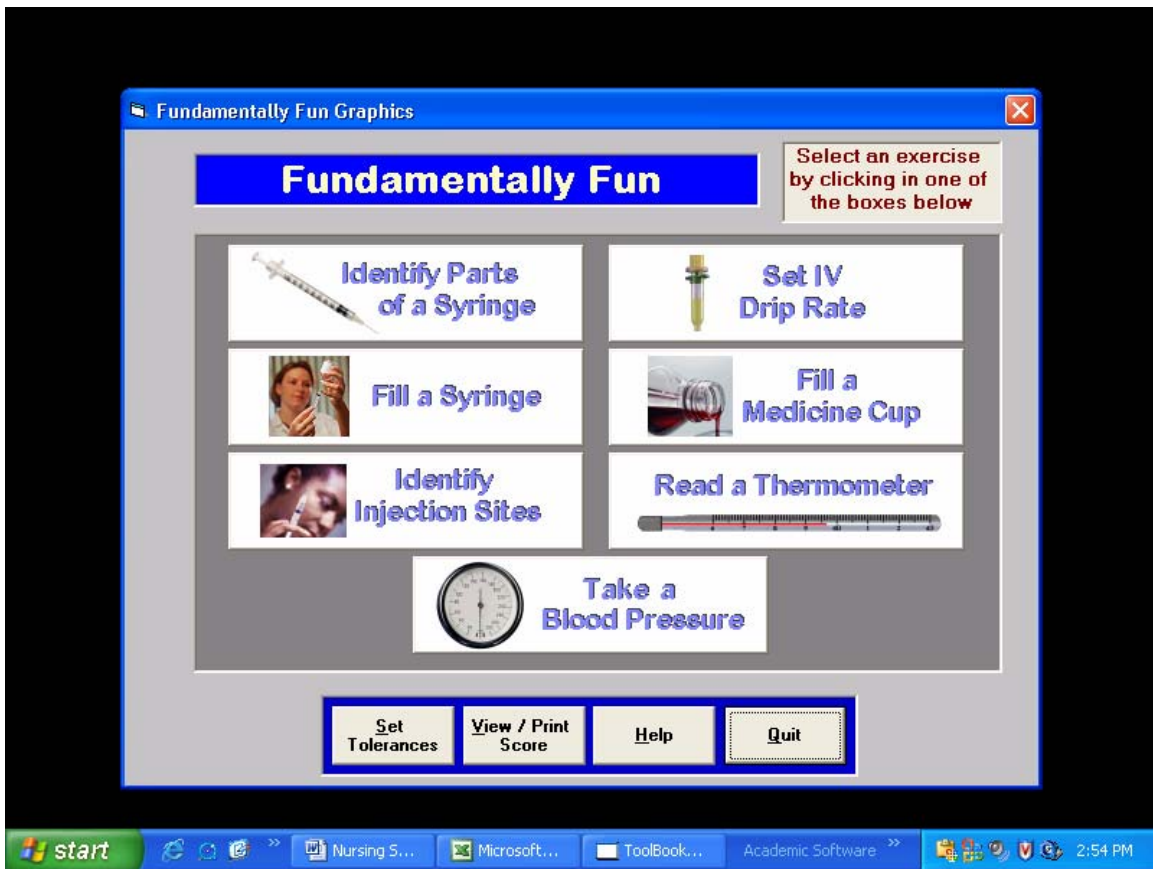 Fundamentally Fun Graphics
Fundamentally Fun
Select an exercise
by clicking in one of
the boxes below
Identify Parts
of a Syringe
Set IV
Drip Rate
Fill a Syringe
Fill a
Medicine Cup
Identify
Injection Sites
Read a Thermometer
Take a
Blood Pressure
Set
Tolerances
View / Print
Score
Help
Quit
start
Nursing S...
Microsoft...
ToolBook...
Academic Software
2:54 PM